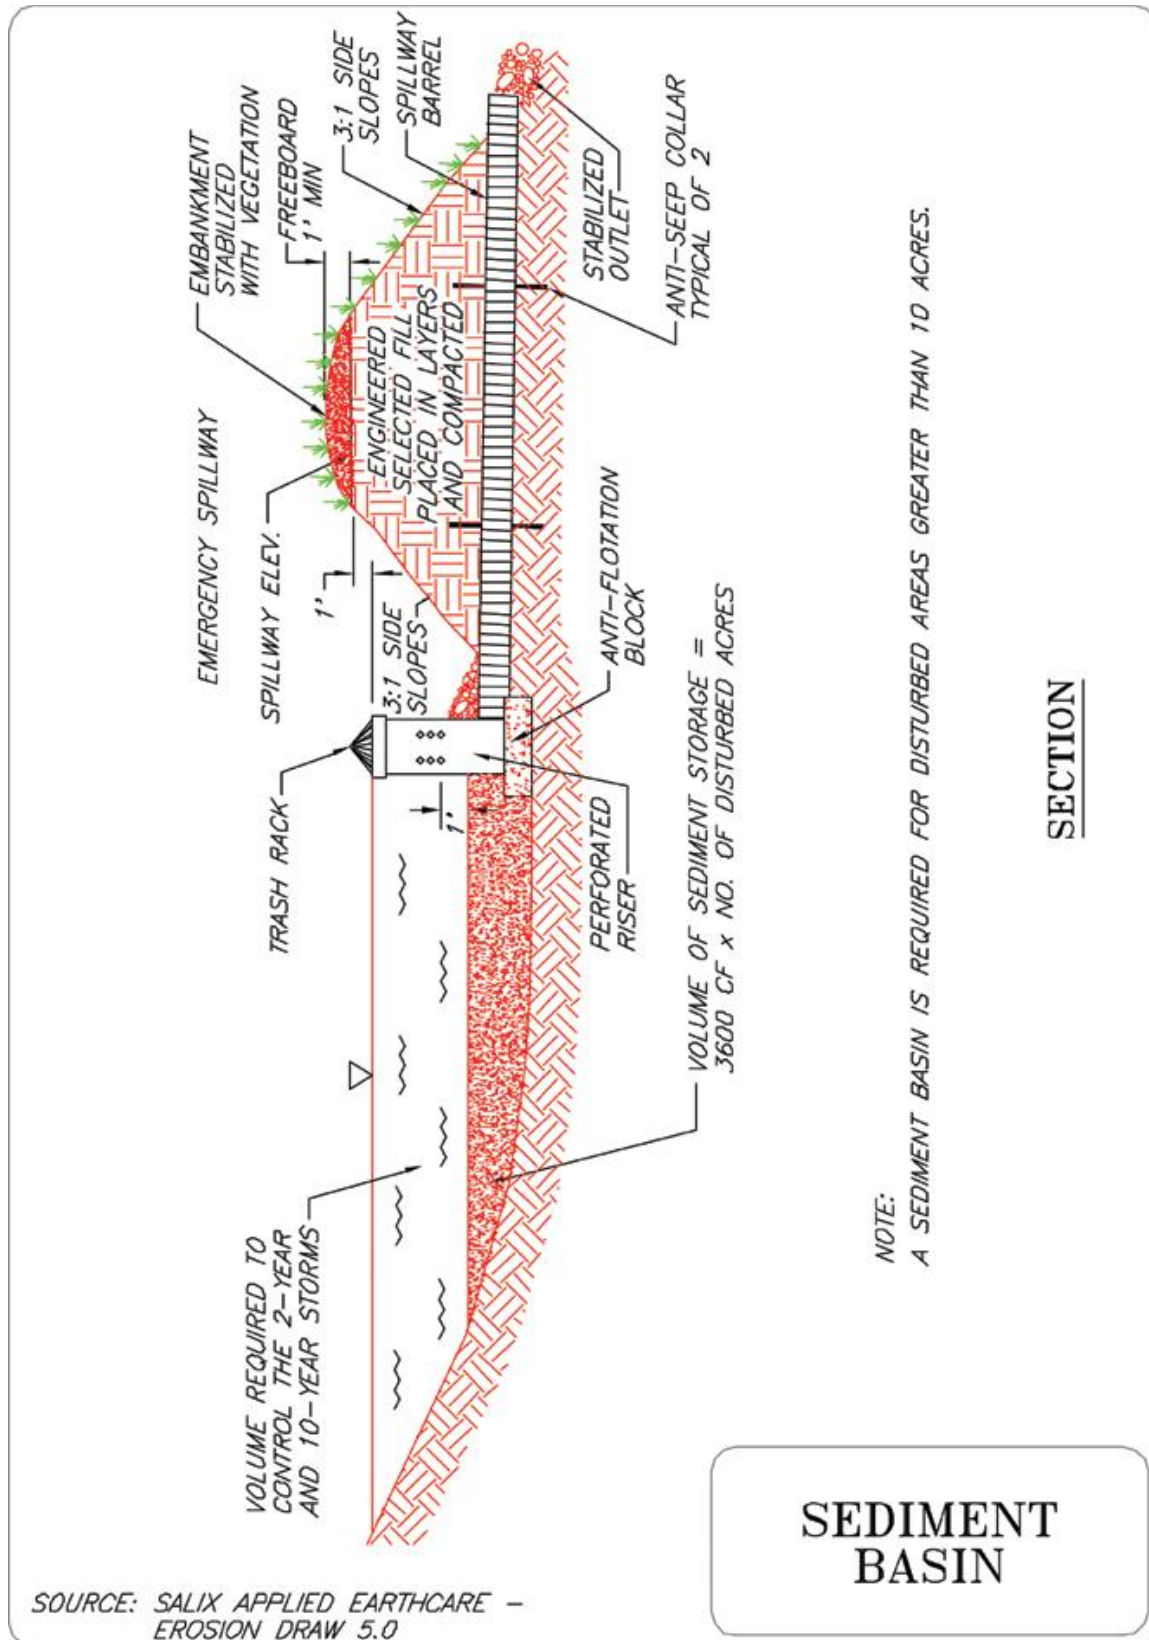 EMBANKMENT
STABILIZED
WITH VEGETATION
FREEBOARD
1' MIN
3:1 SIDE
SLOPES
SPILLWAY
BARREL
EMERGENCY SPILLWAY
SPILLWAY ELEV.
ENGINEERED
SELECTED FILL
PLACED IN LAYERS
AND COMPACTED
STABILIZED
OUTLET
ANTI-SEEP COLLAR
TYPICAL OF 2
1'
3:1 SIDE
SLOPES
TRASH RACK
1'
ANTI-FLOTATION
BLOCK
PERFORATED
RISER
VOLUME OF SEDIMENT STORAGE =
3600 CF x NO. OF DISTURBED ACRES
VOLUME REQUIRED TO
CONTROL THE 2-YEAR
AND 10-YEAR STORMS
NOTE:
A SEDIMENT BASIN IS REQUIRED FOR DISTURBED AREAS GREATER THAN 10 ACRES.
SECTION
SEDIMENT
BASIN
SOURCE: SALIX APPLIED EARTHCARE -
EROSION DRAW 5.0